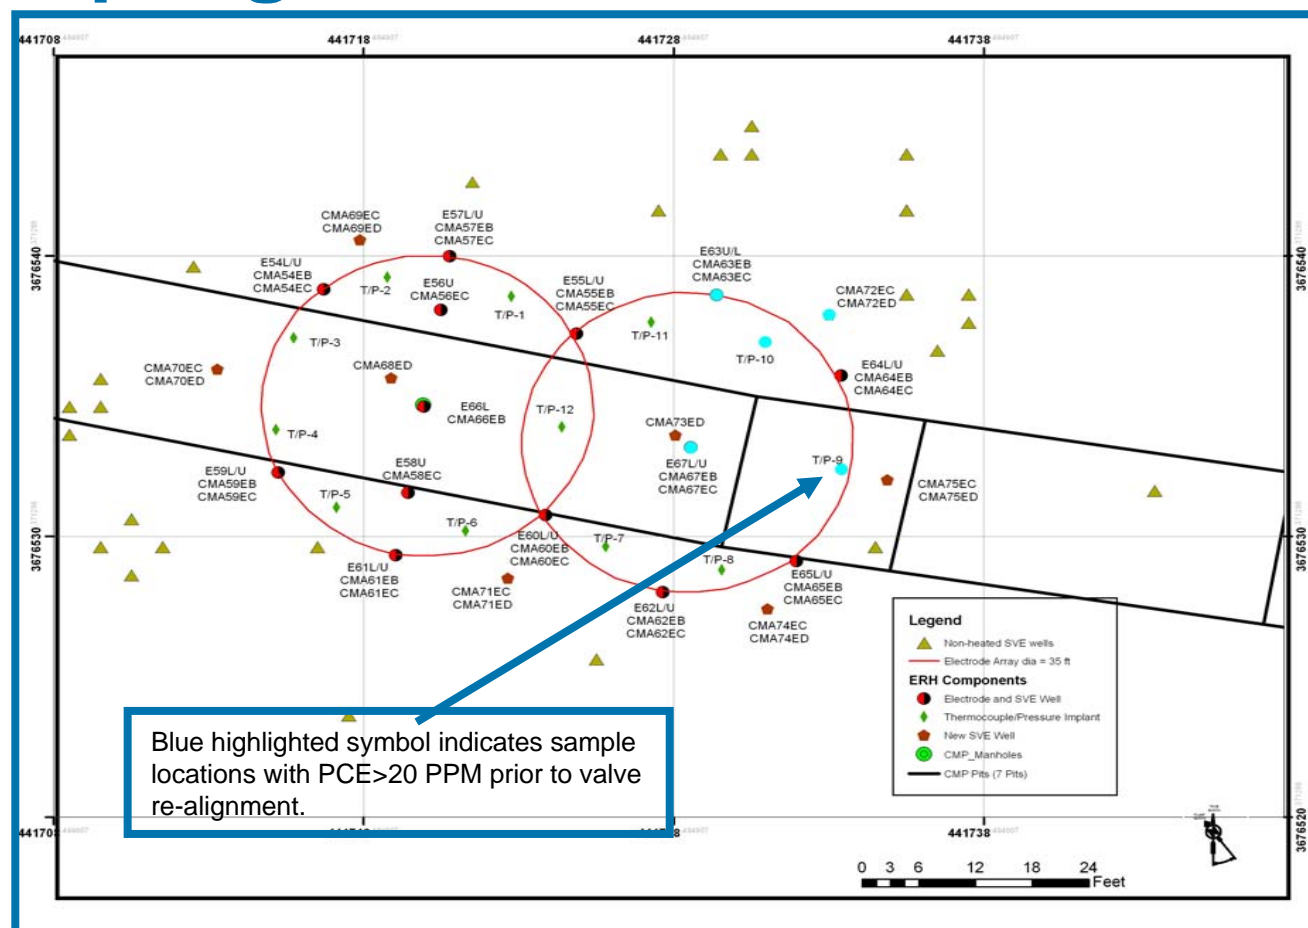 441708
441718
441728
441738
3676540
3676540
CMA69EC
CMA69ED
E57L/U
CMA57EB
CMA57EC
E54L/U
CMA54EB
CMA54EC
T/P-2
E56U
CMA56EC
T/P-1
E55L/U
CMA55EB
CMA55EC
E63U/L
CMA63EB
CMA63EC
CMA72EC
CMA72ED
T/P-11
T/P-10
T/P-3
CMA70EC
CMA70ED
CMA68ED
E64L/U
CMA64EB
CMA64EC
E66L
CMA66EB
T/P-12
CMA73ED
T/P-4
E67L/U
CMA67EB
CMA67EC
T/P-9
E59L/U
CMA59EB
CMA59EC
E58U
CMA58EC
CMA75EC
CMA75ED
T/P-5
T/P-6
E60L/U
CMA60EB
CMA60EC
T/P-7
3676530
3676530
T/P-8
E61L/U
CMA61EB
CMA61EC
CMA71EC
CMA71ED
E62L/U
CMA62EB
CMA62EC
E65L/U
CMA65EB
CMA65EC
CMA74EC
CMA74ED
Legend
Non-heated SVE wells
Electrode Array dia = 35 ft
ERH Components
Electrode and SVE Well
Thermocouple/Pressure Implant
New SVE Well
CMP_Manholes
CMP Pits (7 Pits)
Blue highlighted symbol indicates sample
locations with PCE>20 PPM prior to valve
re-alignment.
441738
3676520
0 3 6 12 18 24
Feet